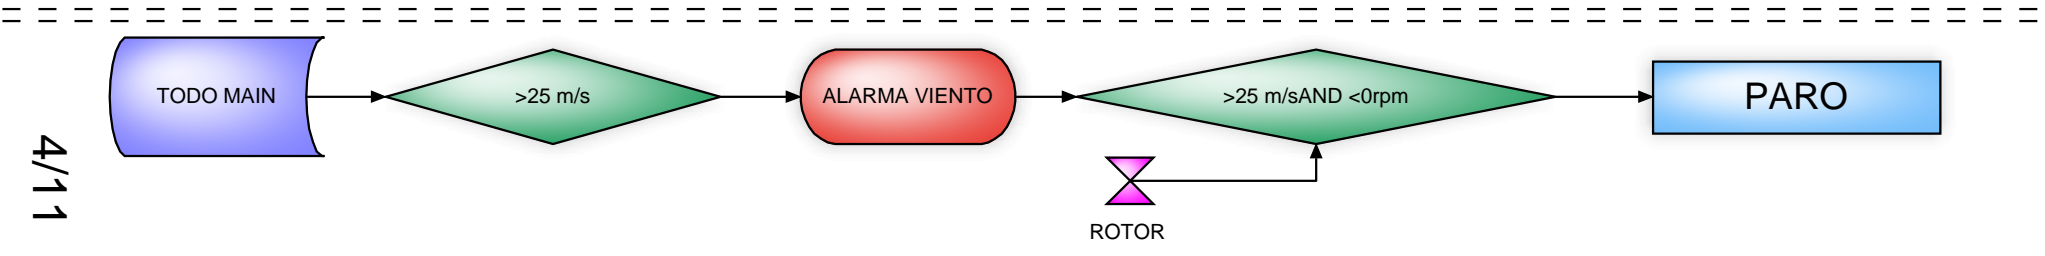 TODO MAIN
>25 m/s
ALARMA VIENTO
>25 m/sAND <0rpm
PARO
ROTOR
4/11